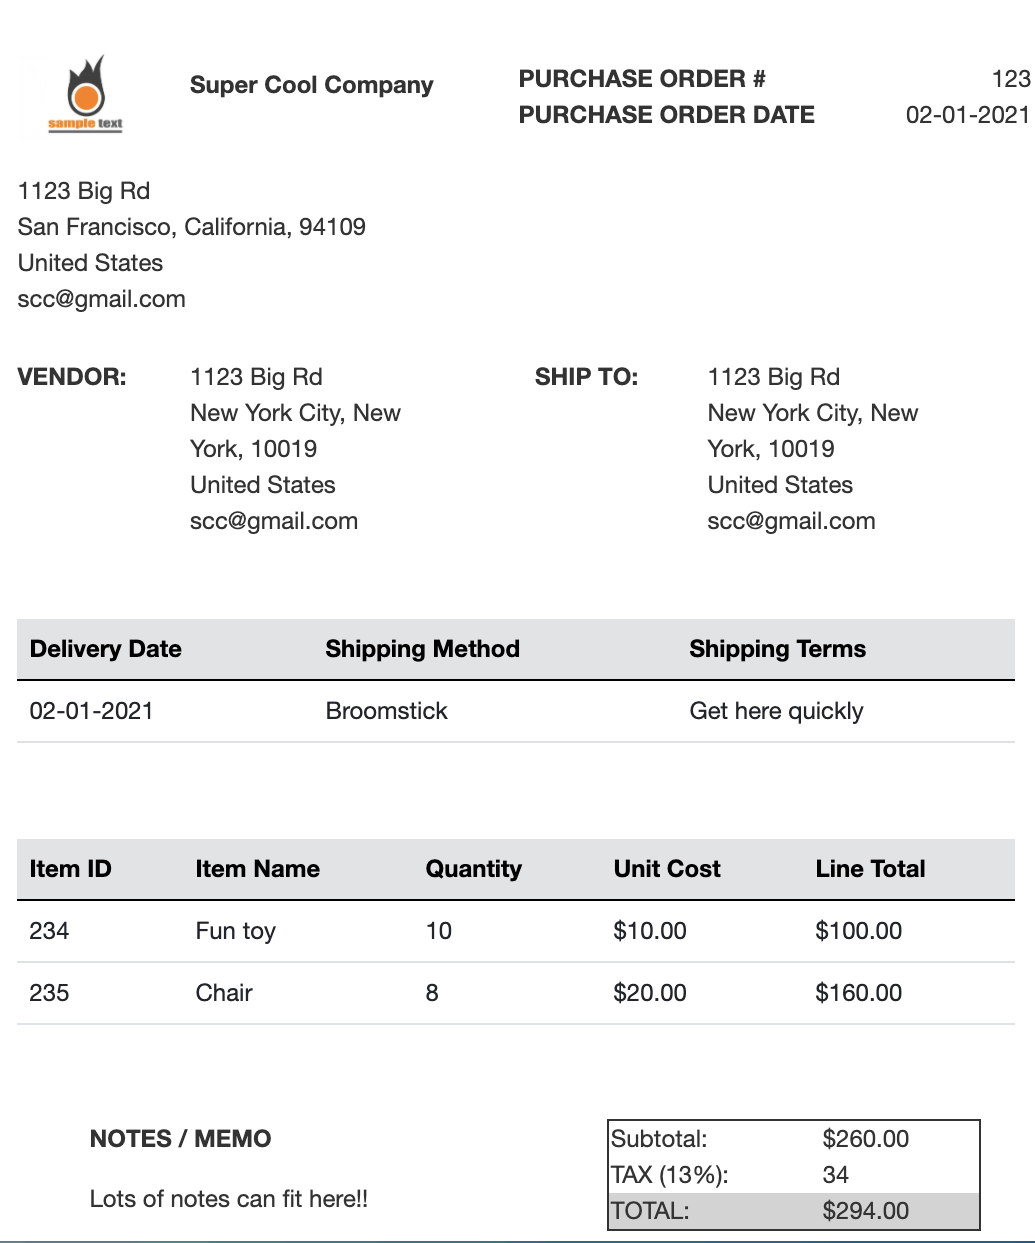 sample text
Super Cool Company
PURCHASE ORDER # 123
PURCHASE ORDER DATE 02-01-2021
1123 Big Rd
San Francisco, California, 94109
United States
scc@gmail.com
VENDOR:
1123 Big Rd
New York City, New
York, 10019
United States
scc@gmail.com
SHIP TO:
1123 Big Rd
New York City, New
York, 10019
United States
scc@gmail.com
Delivery Date Shipping Method Shipping Terms
02-01-2021 Broomstick Get here quickly
Item ID Item Name Quantity Unit Cost Line Total
234 Fun toy 10 $10.00 $100.00
235 Chair 8 $20.00 $160.00
NOTES / MEMO
Lots of notes can fit here!!
Subtotal: $260.00
TAX (13%): 34
TOTAL: $294.00